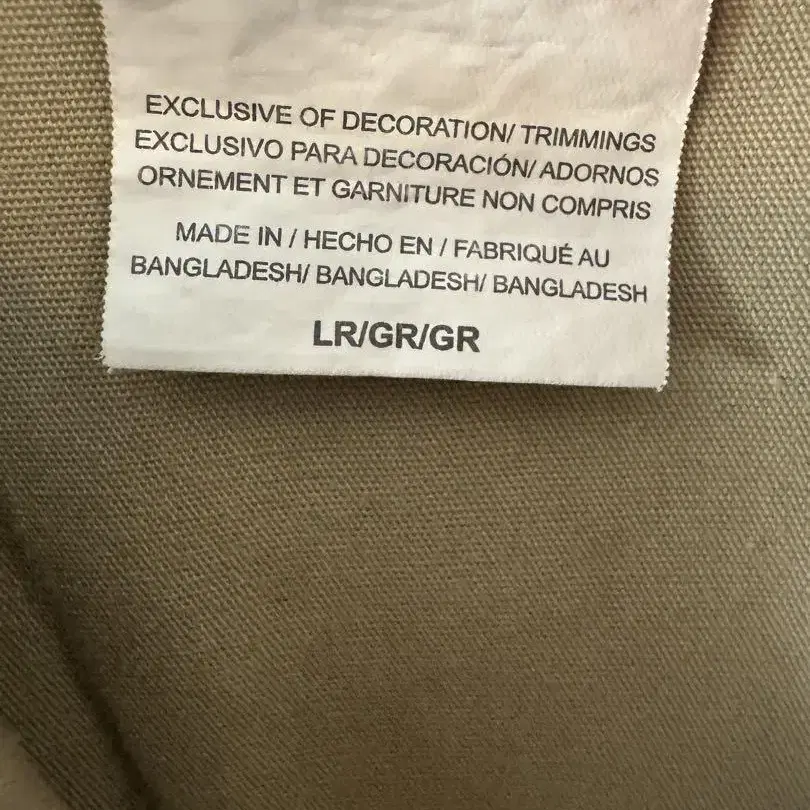 EXCLUSIVE OF DECORATION/ TRIMMINGS
EXCLUSIVO PARA DECORACIÓN/ ADORNOS
ORNEMENT ET GARNITURE NON COMPRIS
MADE IN / HECHO EN / FABRIQUÉ AU
BANGLADESH/ BANGLADESH/ BANGLADESH
LR/GR/GR